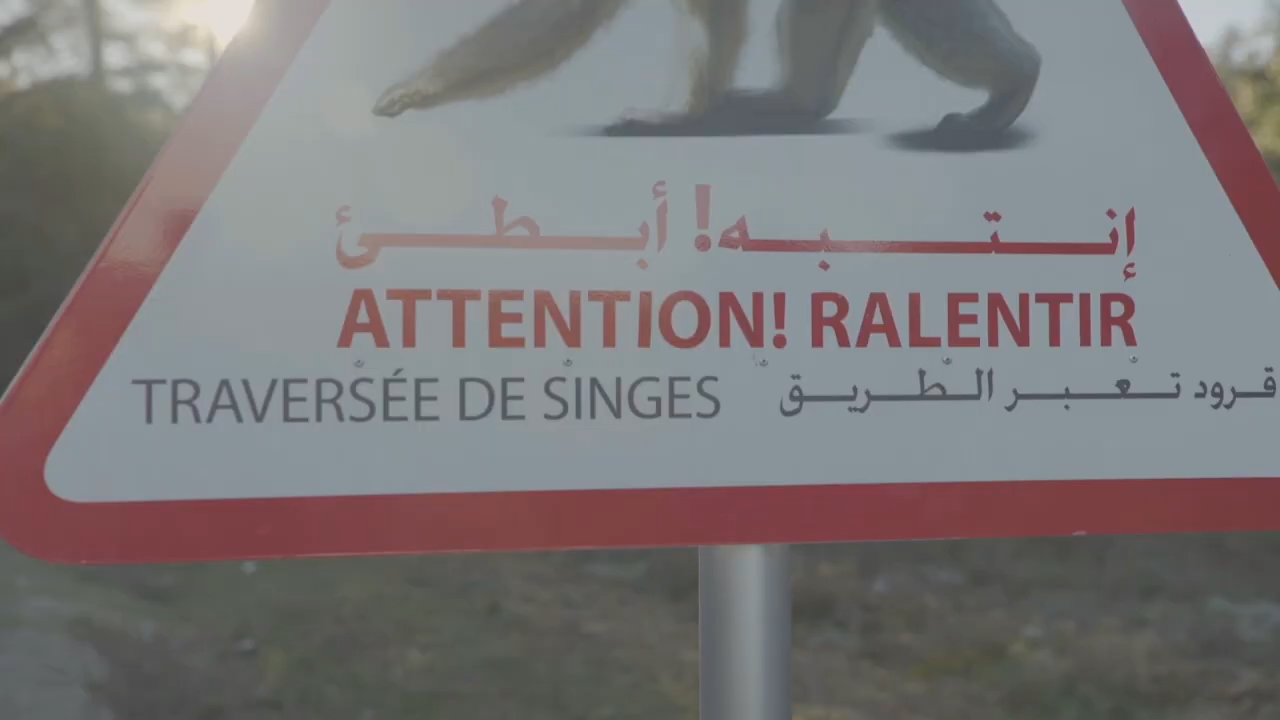 إنتبه! أبطئ
ATTENTION! RALENTIR
TRAVERSÉE DE SINGES قرود تعبر الطريق